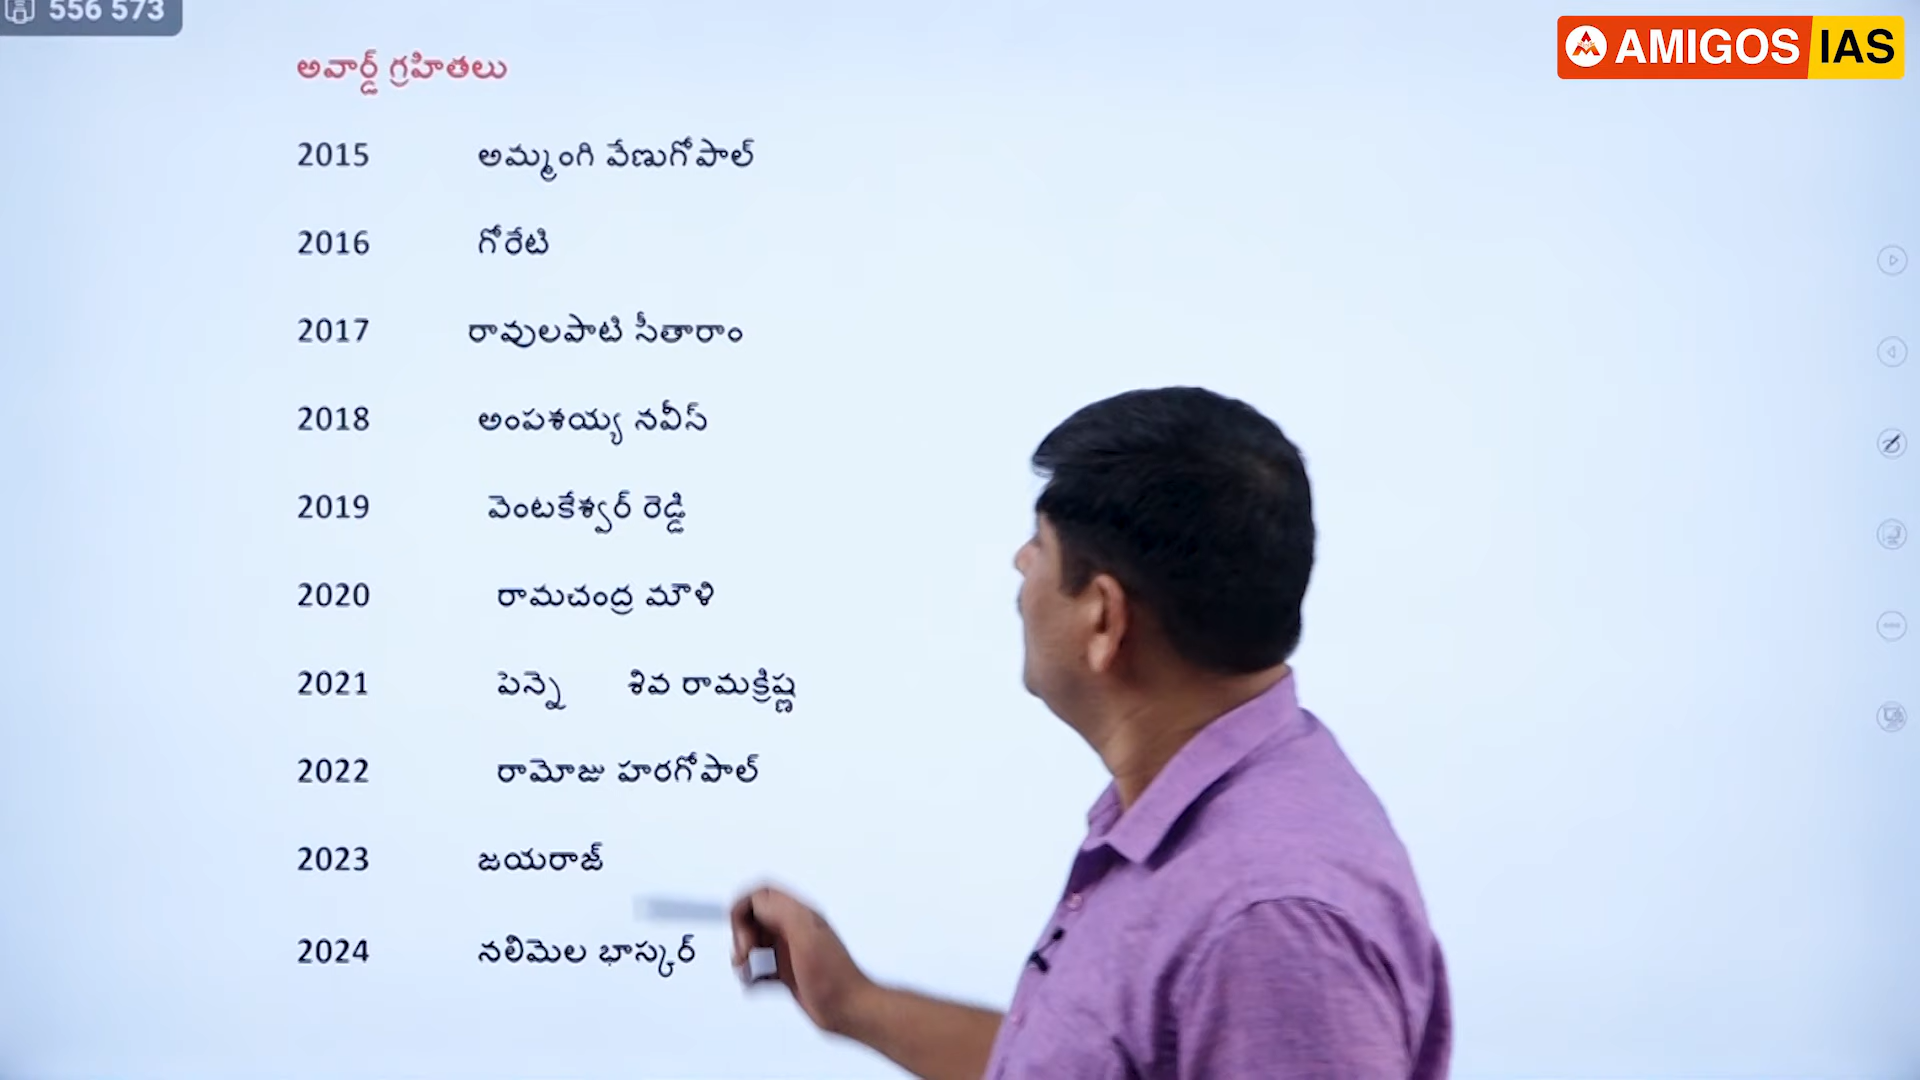 556 573
AMIGOS IAS
అవార్డ్ గ్రహితలు
2015 అమ్మంగి వేణుగోపాల్
2016 గోరేటి
2017 రావులపాటి సీతారాం
2018 అంపశయ్య నవీన్
2019 వెంటకేశ్వర్ రెడ్డి
2020 రామచంద్ర మౌళి
2021 పెన్నె శివ రామక్రిష్ణ
2022 రామోజు హరగోపాల్
2023 జయరాజ్
2024 నలిమెల భాస్కర్